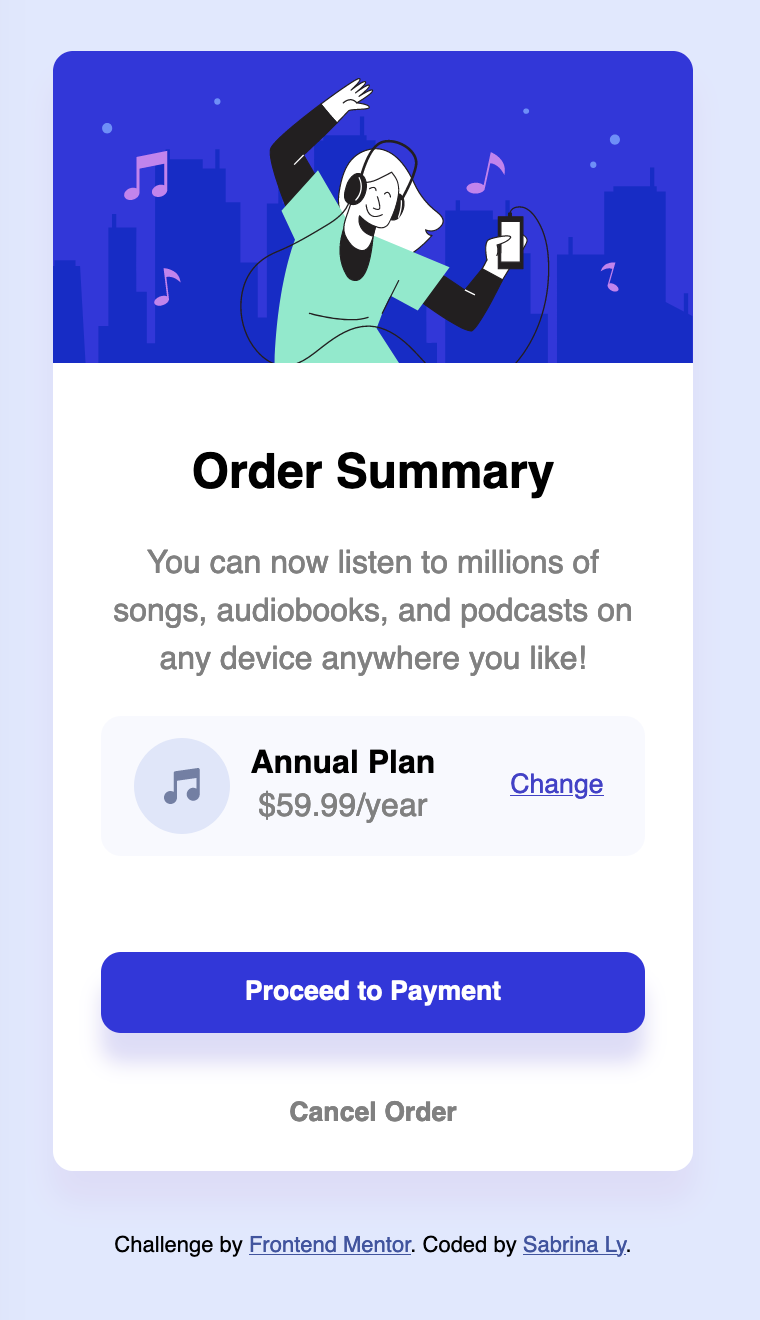 Order Summary
You can now listen to millions of
songs, audiobooks, and podcasts on
any device anywhere you like!
Annual Plan
$59.99/year
Change
Proceed to Payment
Cancel Order
Challenge by Frontend Mentor. Coded by Sabrina Ly.